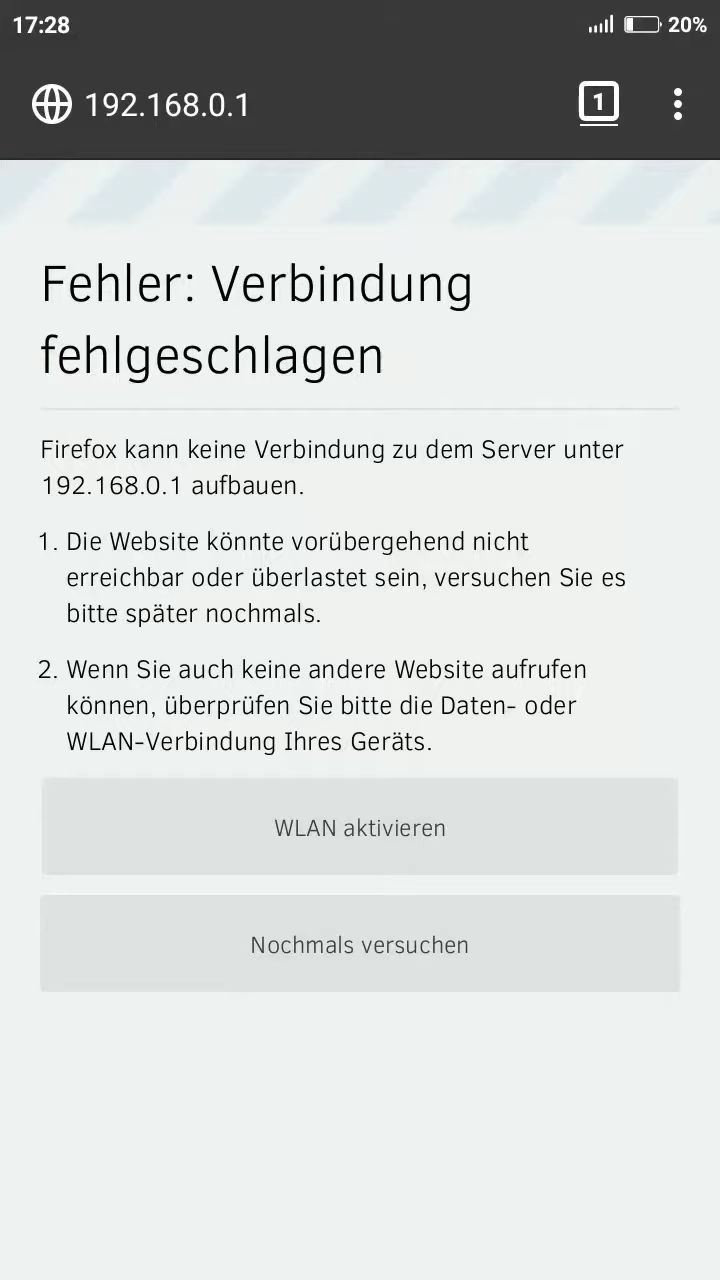 17:28
20%
192.168.0.1
1
Fehler: Verbindung
fehlgeschlagen
Firefox kann keine Verbindung zu dem Server unter
192.168.0.1 aufbauen.
1. Die Website könnte vorübergehend nicht
erreichbar oder überlastet sein, versuchen Sie es
bitte später nochmals.
2. Wenn Sie auch keine andere Website aufrufen
können, überprüfen Sie bitte die Daten- oder
WLAN-Verbindung Ihres Geräts.
WLAN aktivieren
Nochmals versuchen